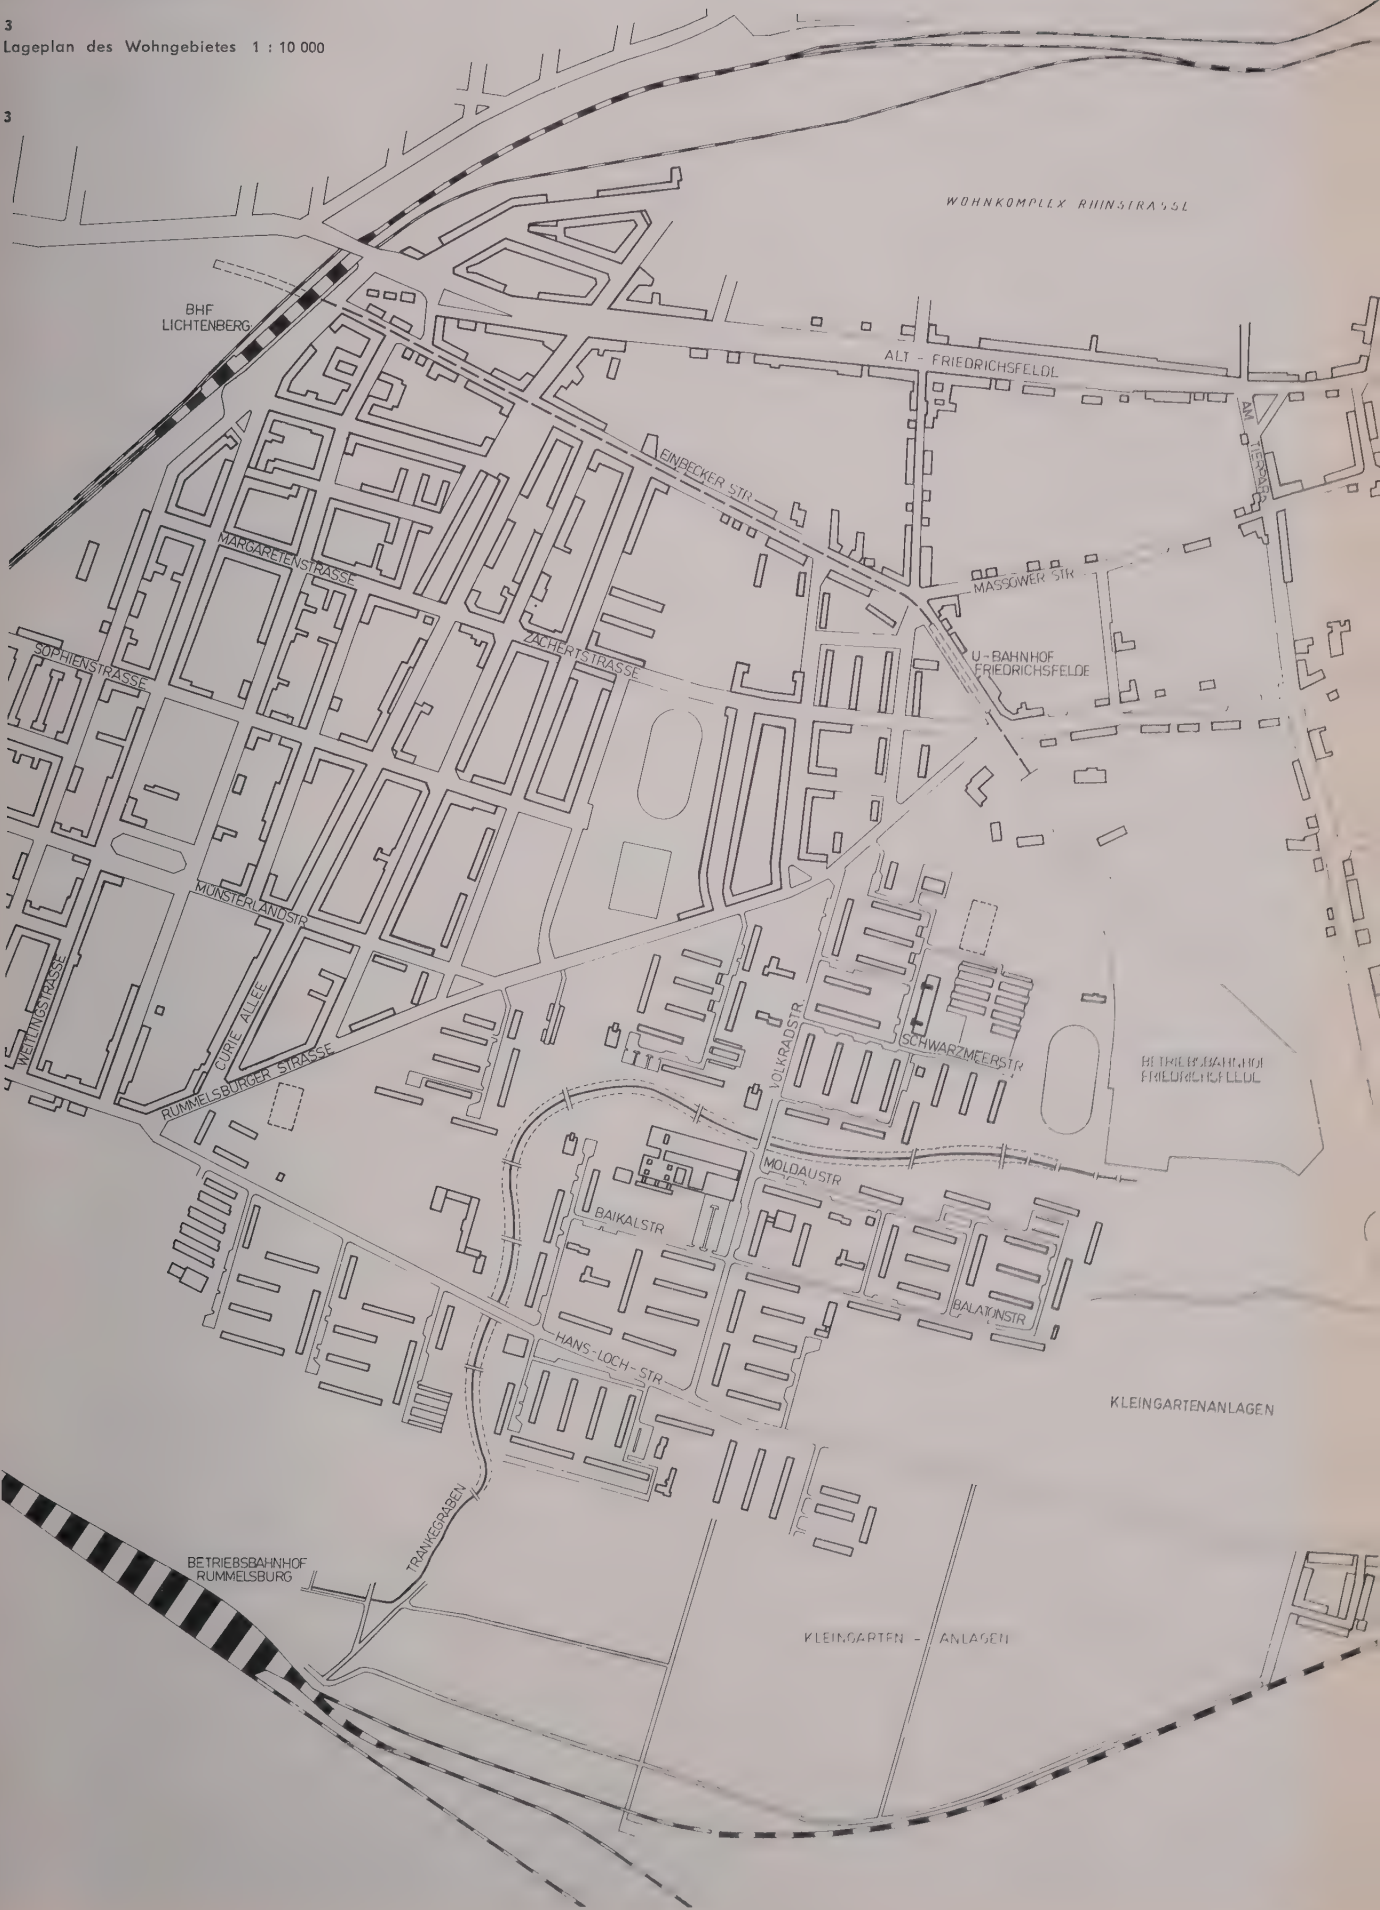 3
Lageplan des Wohngebietes 1 : 10 000
3
WOHNKOMPLEX RHINSTRASSE
BHF
LICHTENBERG
ALT - FRIEDRICHSFELDE
AM
TIERPARK
EINBECKER STR
MARGARETENSTRASSE
MASSOWER STR
SOPHIENSTRASSE
ZACHERTSTRASSE
U-BAHNHOF
FRIEDRICHSFELDE
MÜNSTERLANDSTR
WEITLINGSTRASSE
CURIE ALLEE
RUMMELSBURGER STRASSE
VOLKRADSTR
SCHWARZMEERSTR
BETRIEBSBAHNHOF
FRIEDRICHSFELDE
MOLDAUSTR
BAIKALSTR
BALATONSTR
HANS-LOCH-STR
KLEINGARTENANLAGEN
TRANKEGRABEN
BETRIEBSBAHNHOF
RUMMELSBURG
KLEINGARTEN - ANLAGEN